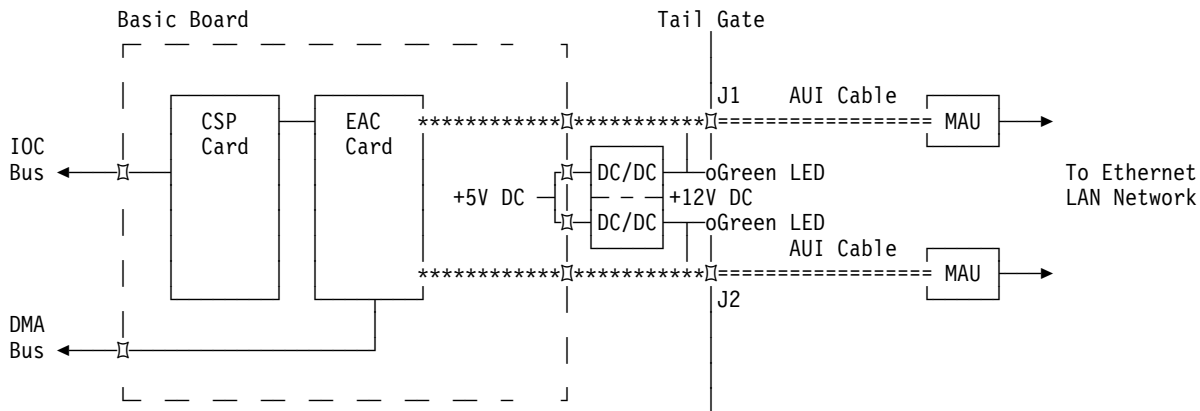 Basic Board
Tail Gate
J1
AUI Cable
CSP
Card
EAC
Card
MAU
IOC
Bus
DC/DC
Green LED
To Ethernet
LAN Network
+5V DC
+12V DC
DC/DC
Green LED
AUI Cable
MAU
J2
DMA
Bus